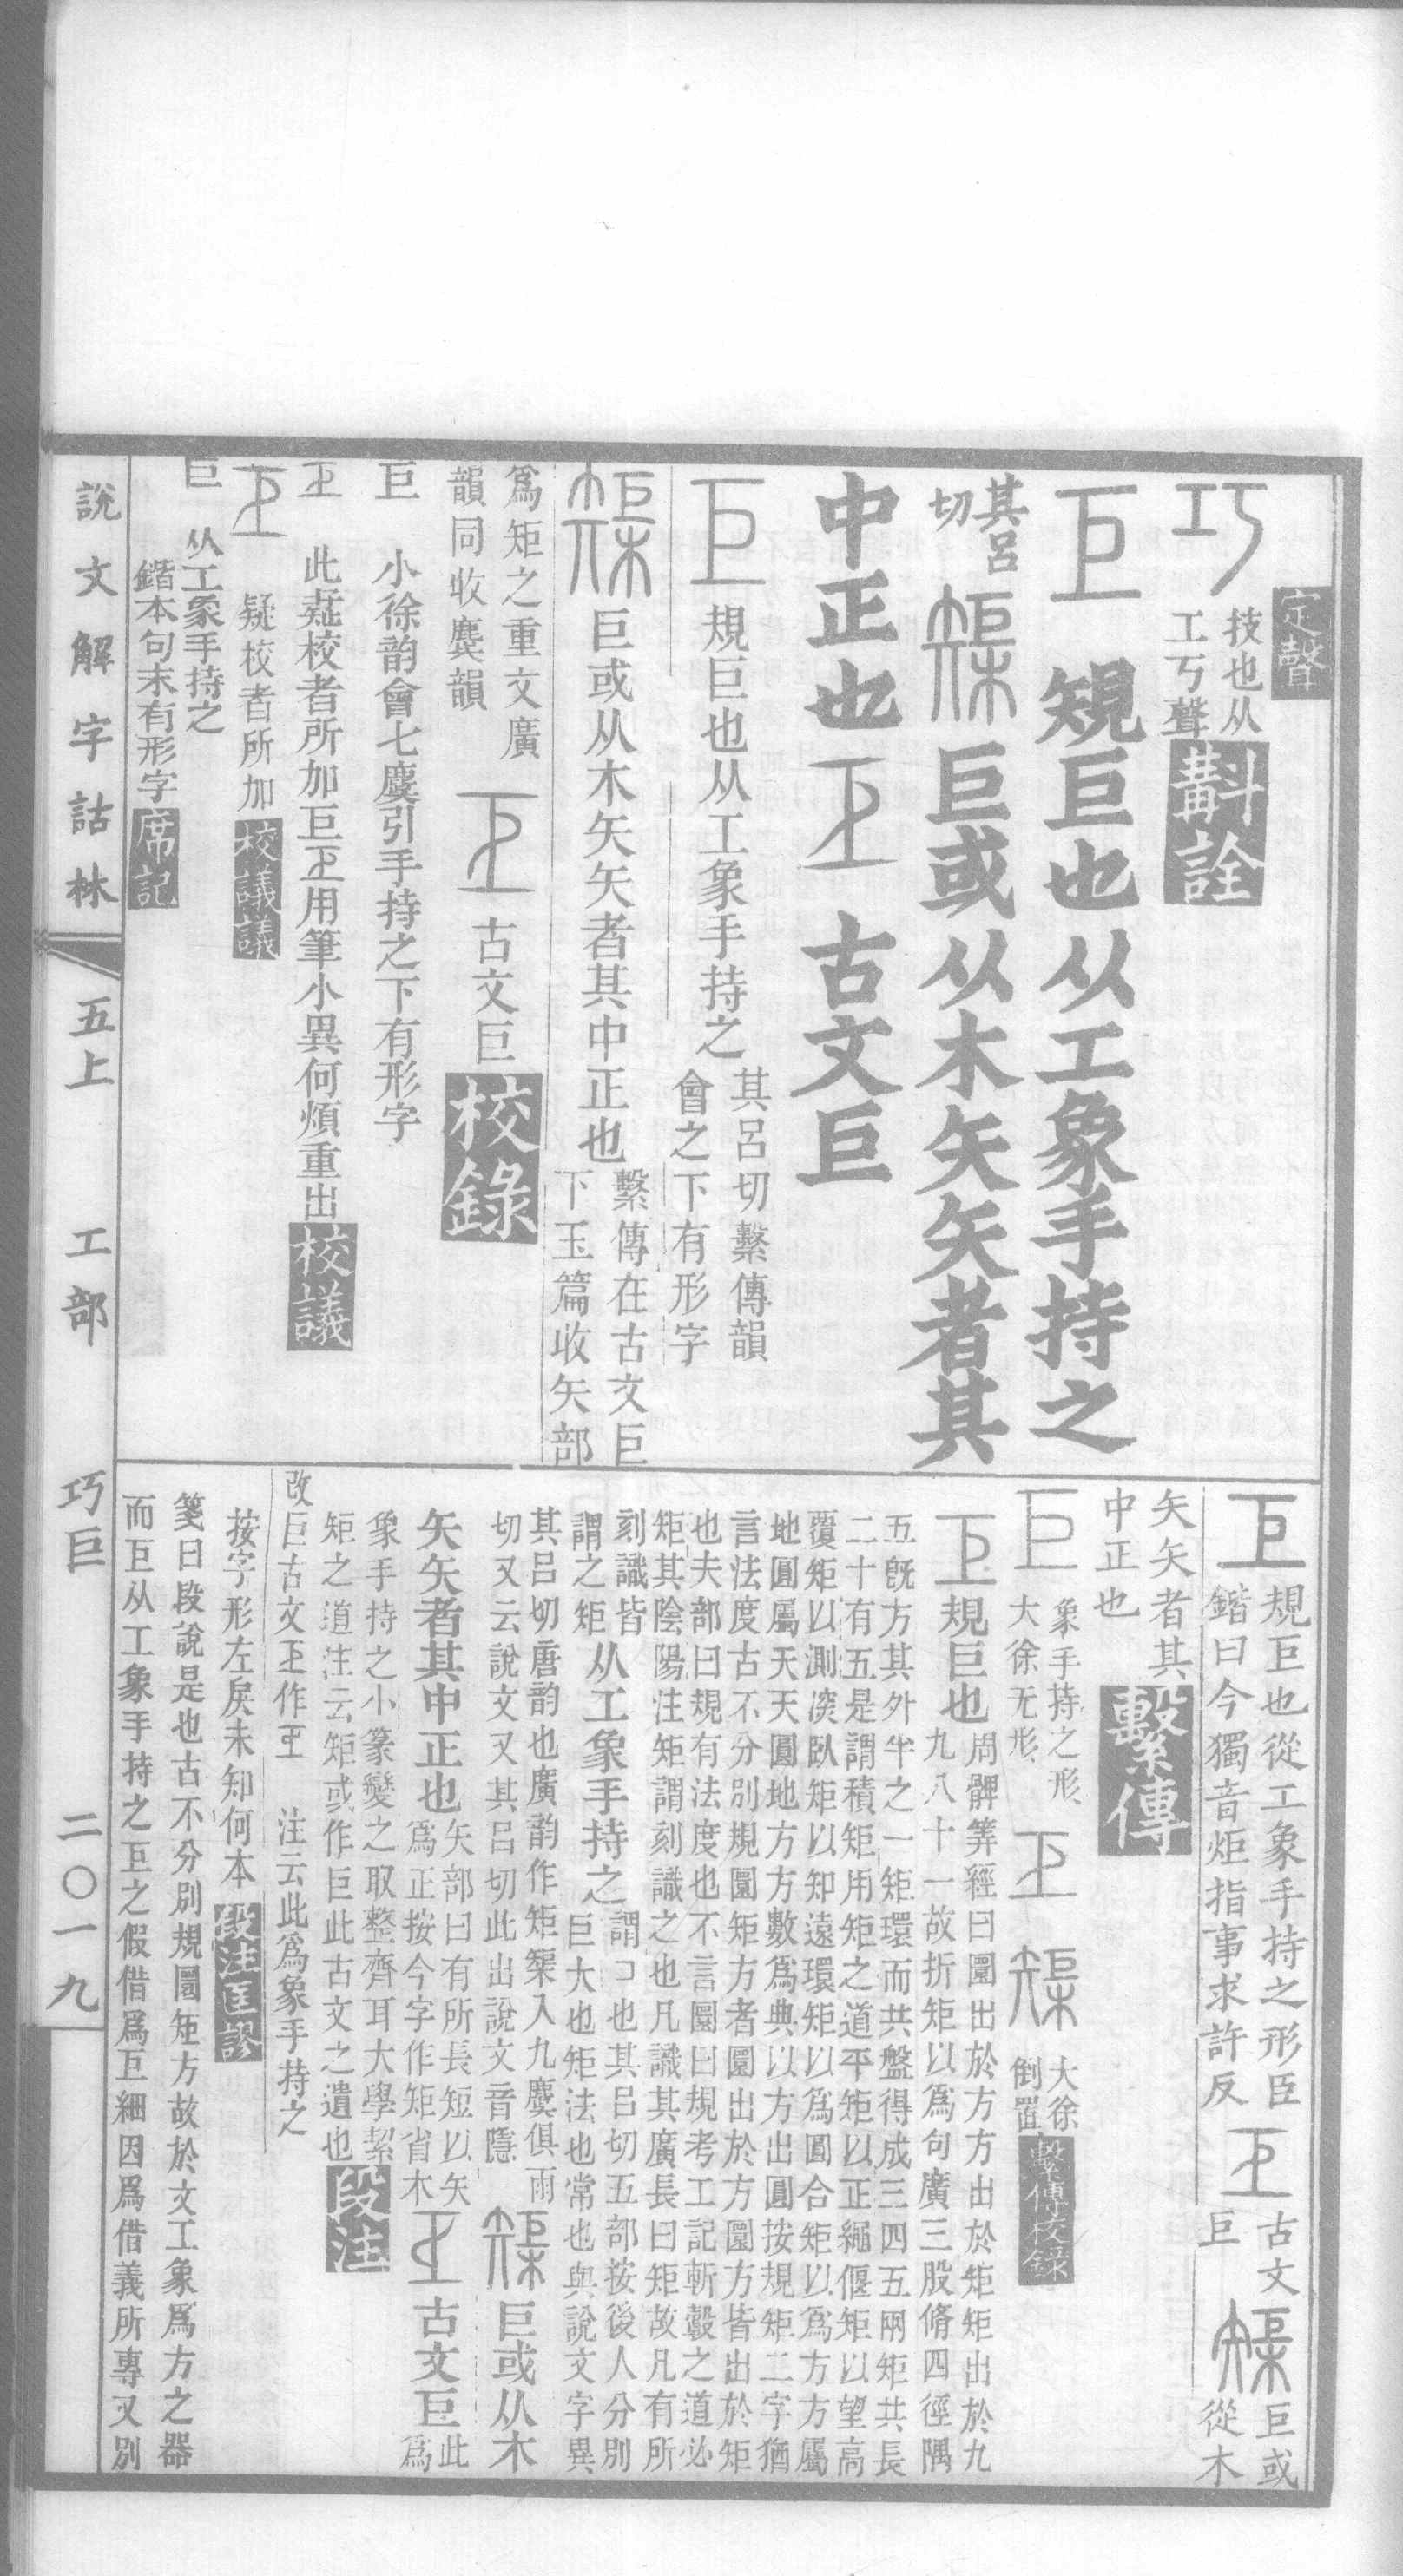 定聲
巧
技也从
工丂聲
斠詮
巨
規巨也从工象手持之
其呂
切
榘
巨或从木矢矢者其
中正也
古文巨
巨
規巨也从工象手持之
其呂切繫傳韻
會之下有形字
榘
巨或从木矢矢者其中正也
繫傳在古文巨
下玉篇收矢部
爲矩之重文廣
韻同收麌韻
古文巨
校錄
巨
小徐韵會七麌引手持之下有形字
此疑校者所加巨用筆小異何煩重出
校議
疑校者所加
校議議
巨
从工象手持之
鍇本句末有形字
席記
巨
規巨也從工象手持之形臣
鍇曰今獨音炬指事求許反
古文
巨
榘
巨或
從木
矢矢者其
中正也
繫傳
巨
象手持之形
大徐无形
榘
大徐
倒置
繫傳校錄
巨
規巨也
周髀筭經曰圜出於方方出於矩矩出於九
九八十一故折矩以爲句廣三股脩四徑隅
五旣方其外半之一矩環而共盤得成三四五兩矩共長
二十有五是謂積矩用矩之道平矩以正繩偃矩以望高
覆矩以測深臥矩以知遠環矩以爲圓合矩以爲方方屬
地圓屬天天圓地方方數爲典以方出圓按規矩二字猶
言法度古不分別規圜矩方者圜出於方圜方皆出於矩
也夫部曰規有法度也不言圜曰規考工記斬轂之道必
矩其陰陽注矩謂刻識之也凡識其廣長曰矩故凡有所
刻識皆
謂之矩
从工象手持之
謂コ也其呂切五部按後人分別
巨大也矩法也常也與說文字異
其呂切唐韵也廣韵作矩榘入九麌俱雨
切又云說文又其呂切此出說文音隱
榘
巨或从木
矢矢者其中正也
矢部曰有所長短以矢
爲正按今字作矩省木
古文巨
此
爲
象手持之小篆變之取整齊耳大學絜
矩之道注云矩或作巨此古文之遺也
段注
改巨古文作 注云此爲象手持之
按字形左戾未知何本
段注匡謬
箋曰段說是也古不分別規圜矩方故於文工象爲方之器
而巨从工象手持之巨之假借爲巨細因爲借義所專又別
說文解字詁林
五上
工部
巧巨
二〇一九